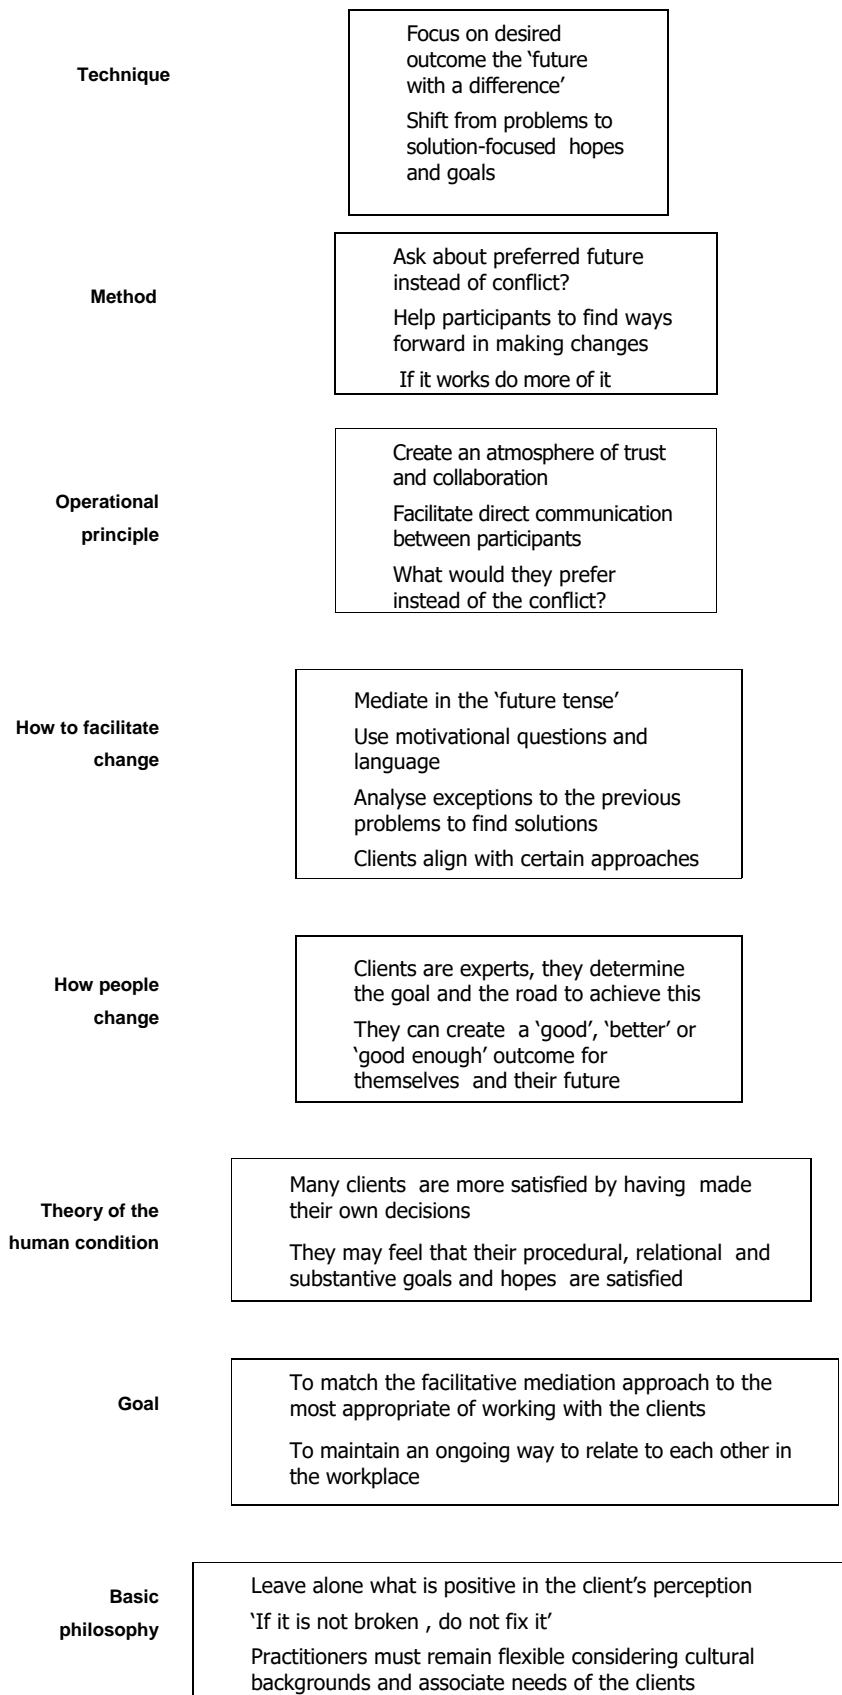 Technique
Focus on desired
outcome the ‘future
with a difference’
Shift from problems to
solution-focused hopes
and goals
Method
Ask about preferred future
instead of conflict?
Help participants to find ways
forward in making changes
If it works do more of it
Operational
principle
Create an atmosphere of trust
and collaboration
Facilitate direct communication
between participants
What would they prefer
instead of the conflict?
How to facilitate
change
Mediate in the ‘future tense’
Use motivational questions and
language
Analyse exceptions to the previous
problems to find solutions
Clients align with certain approaches
How people
change
Clients are experts, they determine
the goal and the road to achieve this
They can create a ‘good’, ‘better’ or
‘good enough’ outcome for
themselves and their future
Theory of the
human condition
Many clients are more satisfied by having made
their own decisions
They may feel that their procedural, relational and
substantive goals and hopes are satisfied
Goal
To match the facilitative mediation approach to the
most appropriate of working with the clients
To maintain an ongoing way to relate to each other in
the workplace
Basic
philosophy
Leave alone what is positive in the client’s perception
‘If it is not broken , do not fix it’
Practitioners must remain flexible considering cultural
backgrounds and associate needs of the clients